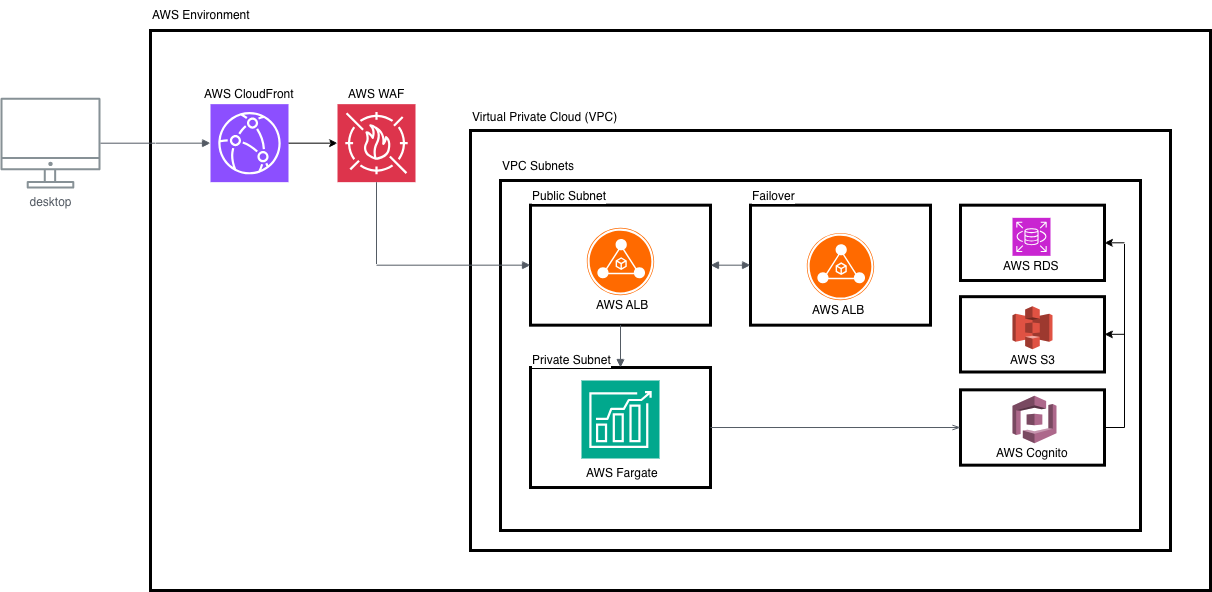 AWS Environment
AWS CloudFront
AWS WAF
desktop
Virtual Private Cloud (VPC)
VPC Subnets
Public Subnet
Failover
AWS ALB
AWS ALB
AWS RDS
AWS S3
Private Subnet
AWS Fargate
AWS Cognito